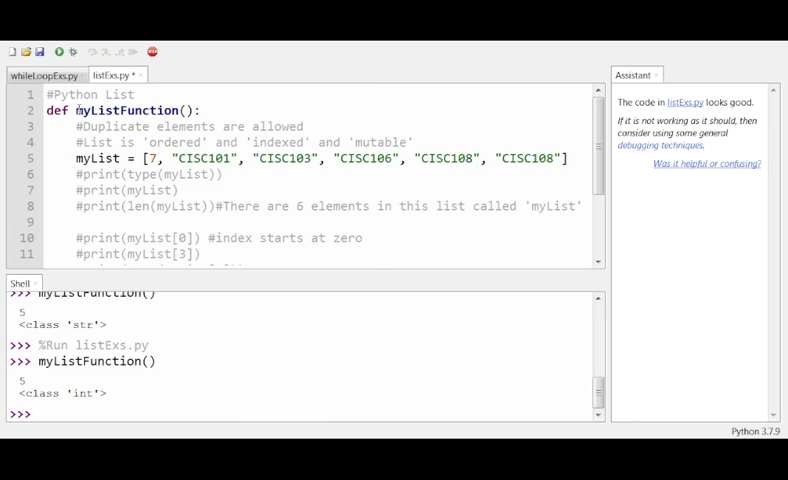 whileLoopExs.py
listExs.py *
1 #Python List
2 def myListFunction():
3 #Duplicate elements are allowed
4 #List is 'ordered' and 'indexed' and 'mutable'
5 myList = [7, "CISC101", "CISC103", "CISC106", "CISC108", "CISC108"]
6 #print(type(myList))
7 #print(myList)
8 #print(len(myList))#There are 6 elements in this list called 'myList'
9
10 #print(myList[0]) #index starts at zero
11 #print(myList[3])
Shell
>>> myListFunction()
5
<class 'str'>
>>> %Run listExs.py
>>> myListFunction()
5
<class 'int'>
>>>
Assistant
The code in listExs.py looks good.
If it is not working as it should, then
consider using some general
debugging techniques.
Was it helpful or confusing?
Python 3.7.9